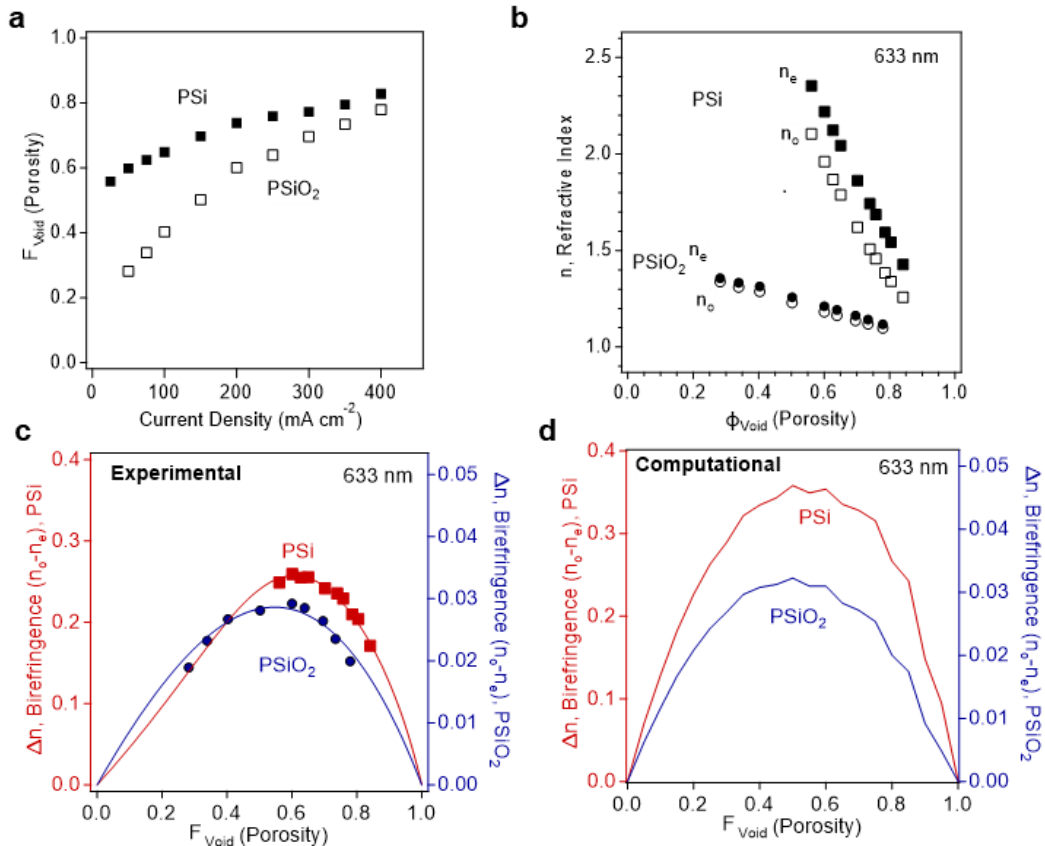 a
1.0
0.8
0.6
0.4
0.2
0.0
F Void (Porosity)
PSi
PSiO2
0
100
200
300
400
Current Density (mA cm-2)
b
2.5
2.0
1.5
1.0
n, Refractive Index
633 nm
PSi
ne
no
PSiO2
ne
no
0.0
0.2
0.4
0.6
0.8
1.0
ΦVoid (Porosity)
c
0.4
0.3
0.2
0.1
0.0
Δn, Birefringence (no-ne), PSi
Experimental
633 nm
PSi
PSiO2
-0.05
-0.04
-0.03
-0.02
-0.01
-0.00
Δn, Birefringence (no-ne), PSiO2
0.0
0.2
0.4
0.6
0.8
1.0
F Void (Porosity)
d
0.4
0.3
0.2
0.1
0.0
Δn, Birefringence (no-ne), PSi
Computational
633 nm
PSi
PSiO2
-0.05
-0.04
-0.03
-0.02
-0.01
-0.00
Δn, Birefringence (no-ne), PSiO2
0.0
0.2
0.4
0.6
0.8
1.0
F Void (Porosity)